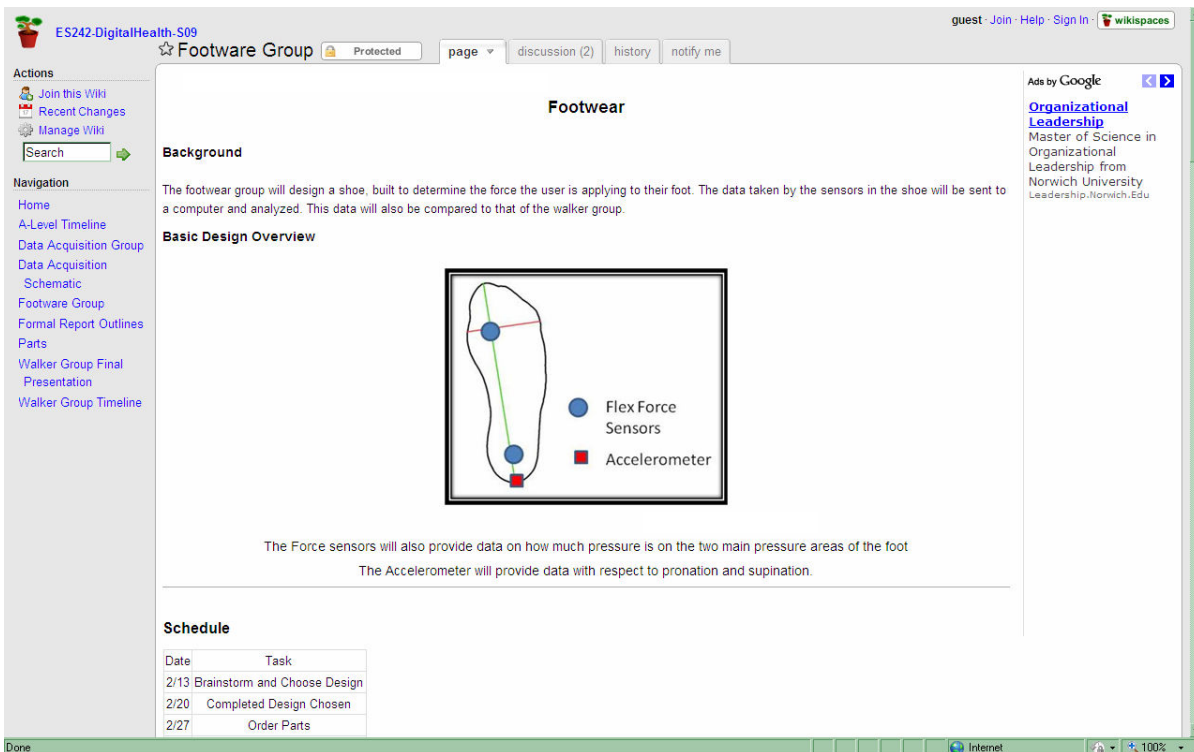 ES242-DigitalHealth-S09
guest · Join · Help · Sign In · wikispaces
Footware Group Protected page discussion (2) history notify me
Actions
Join this Wiki
Recent Changes
Manage Wiki
Search
Navigation
Home
A-Level Timeline
Data Acquisition Group
Data Acquisition
Schematic
Footware Group
Formal Report Outlines
Parts
Walker Group Final
Presentation
Walker Group Timeline
Footwear
Background
The footwear group will design a shoe, built to determine the force the user is applying to their foot. The data taken by the sensors in the shoe will be sent to
a computer and analyzed. This data will also be compared to that of the walker group.
Basic Design Overview
Flex Force
Sensors
Accelerometer
The Force sensors will also provide data on how much pressure is on the two main pressure areas of the foot
The Accelerometer will provide data with respect to pronation and supination.
Schedule
Date Task
2/13 Brainstorm and Choose Design
2/20 Completed Design Chosen
2/27 Order Parts
Ads by Google
Organizational
Leadership
Master of Science in
Organizational
Leadership from
Norwich University
Leadership.Norwich.Edu
Done Internet 100%